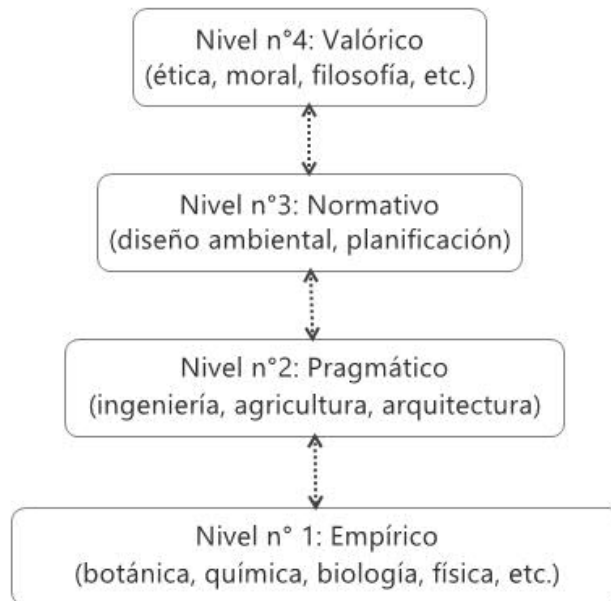 Nivel n°4: Valórico
(ética, moral, filosofía, etc.)
Nivel n°3: Normativo
(diseño ambiental, planificación)
Nivel n°2: Pragmático
(ingeniería, agricultura, arquitectura)
Nivel n° 1: Empírico
(botánica, química, biología, física, etc.)